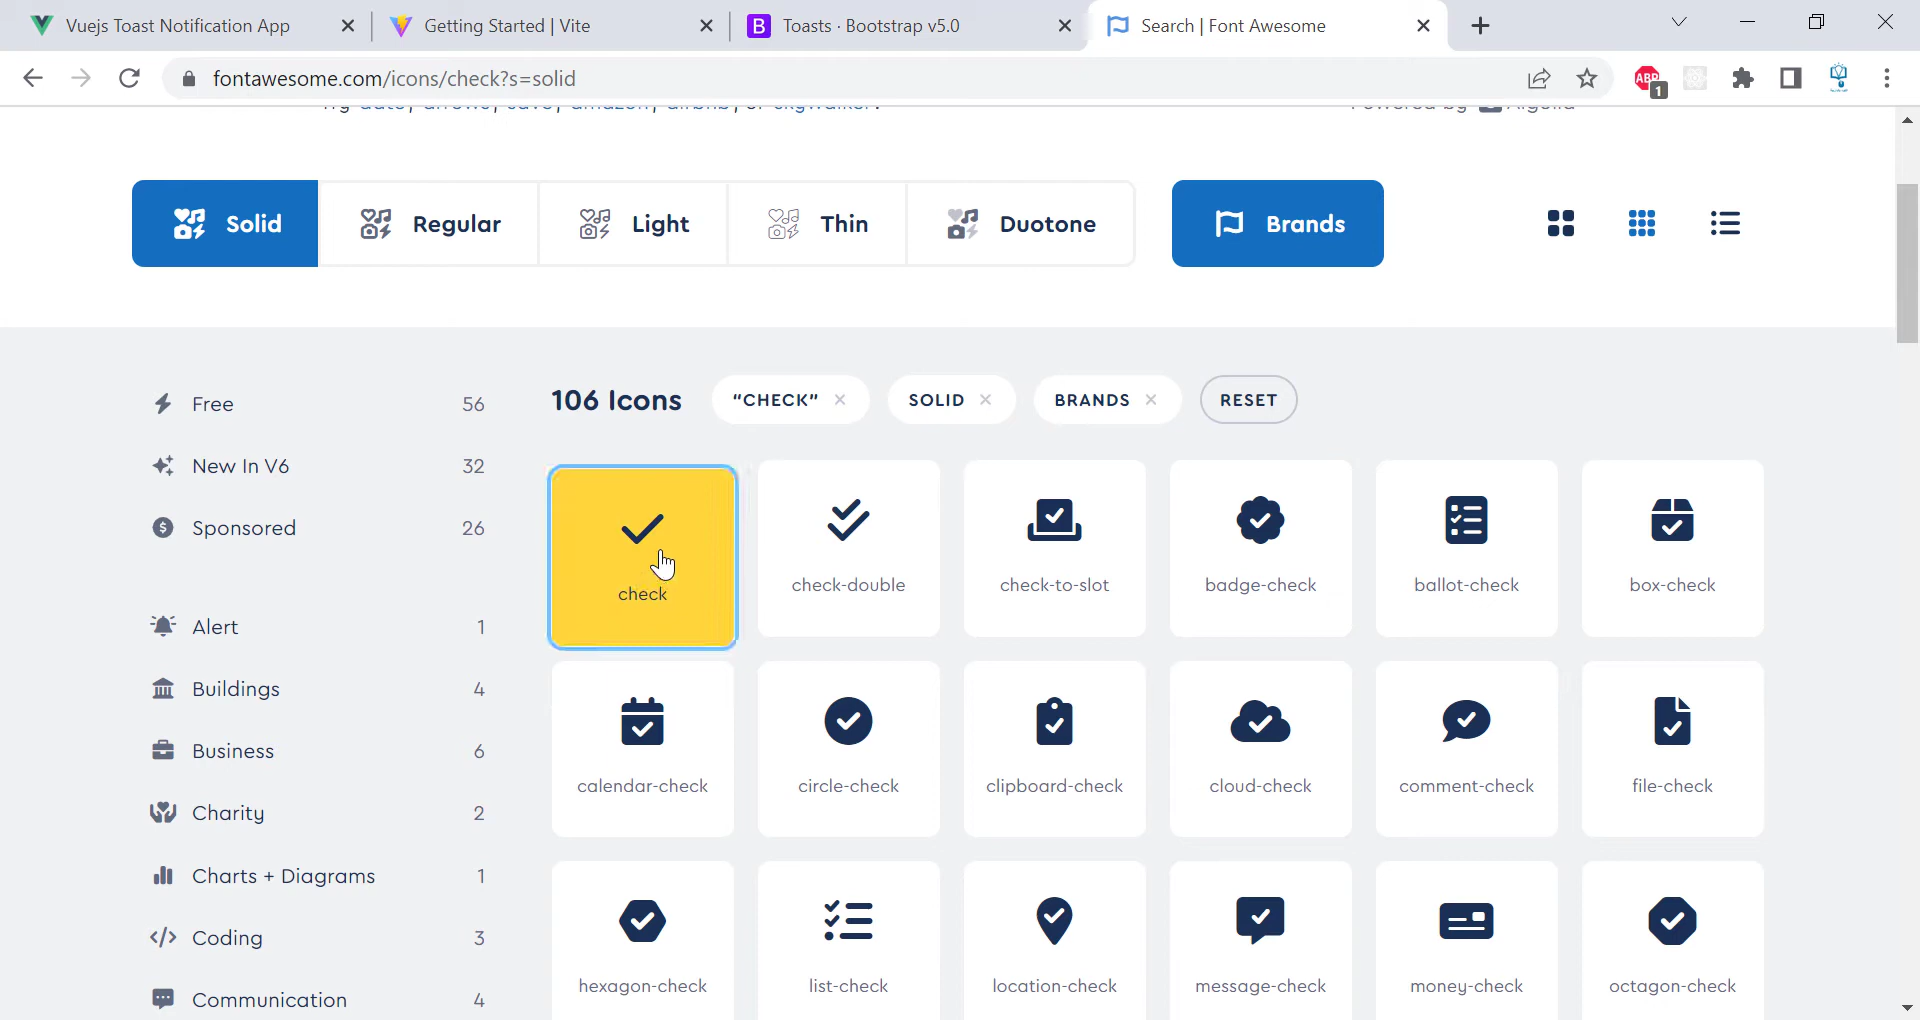 Vuejs Toast Notification App
Getting Started | Vite
B Toasts · Bootstrap v5.0
Search | Font Awesome
fontawesome.com/icons/check?s=solid
ABP 1
Solid
Regular
Light
Thin
Duotone
Brands
Free 56
New In V6 32
Sponsored 26
Alert 1
Buildings 4
Business 6
Charity 2
Charts + Diagrams 1
Coding 3
Communication 4
106 Icons
“CHECK” ×
SOLID ×
BRANDS ×
RESET
check
check-double
check-to-slot
badge-check
ballot-check
box-check
calendar-check
circle-check
clipboard-check
cloud-check
comment-check
file-check
hexagon-check
list-check
location-check
message-check
money-check
octagon-check